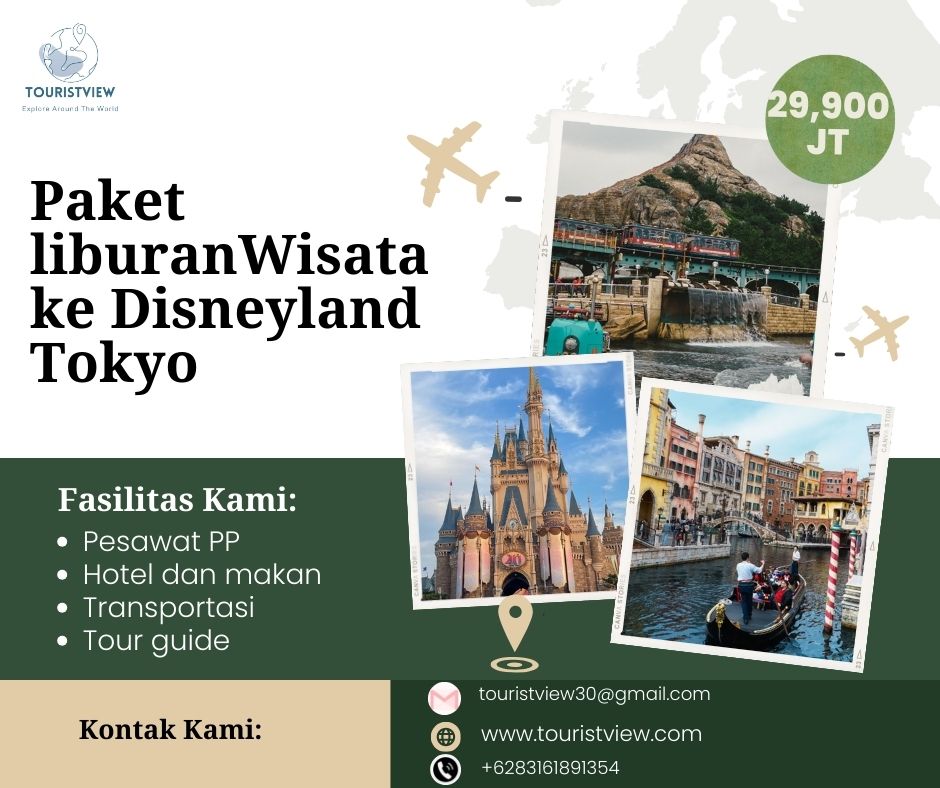 TOURISTVIEW
Explore Around The World
29,900
JT
Paket
liburanWisata
ke Disneyland
Tokyo
Fasilitas Kami:
• Pesawat PP
• Hotel dan makan
• Transportasi
• Tour guide
Kontak Kami:
touristview30@gmail.com
www.touristview.com
+6283161891354